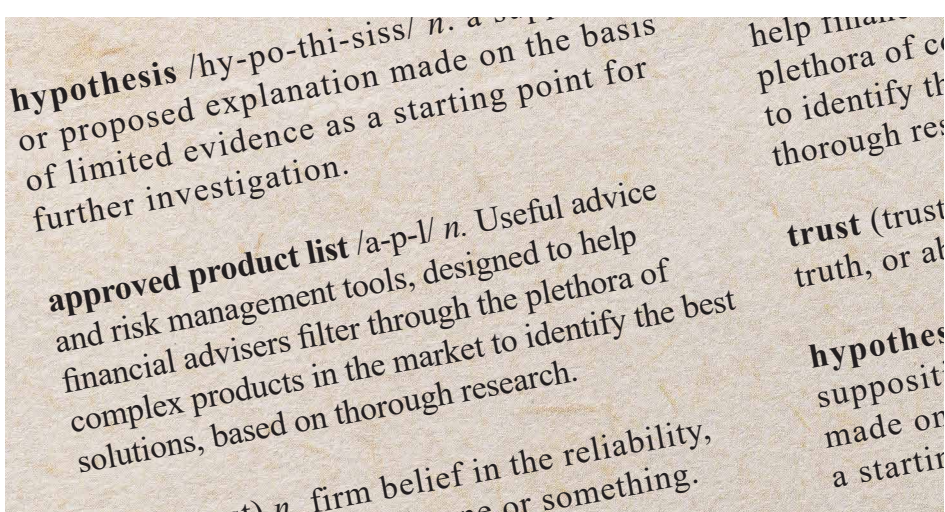 hypothesis /hy-po-thi-siss/ n. a
or proposed explanation made on the basis
of limited evidence as a starting point for
further investigation.
approved product list /a-p-l/ n. Useful advice
and risk management tools, designed to help
financial advisers filter through the plethora of
complex products in the market to identify the best
solutions, based on thorough research.
n. firm belief in the reliability,
or something.
help
plethora of
to identify
thorough
trust (trust
truth, or
made on